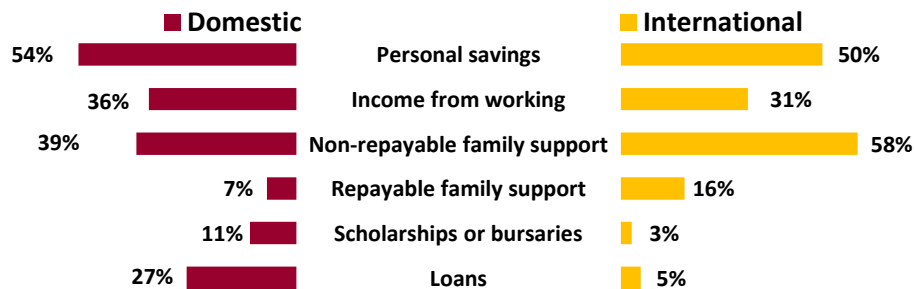 Domestic International
54% Personal savings 50%
36% Income from working 31%
39% Non-repayable family support 58%
7% Repayable family support 16%
11% Scholarships or bursaries 3%
27% Loans 5%